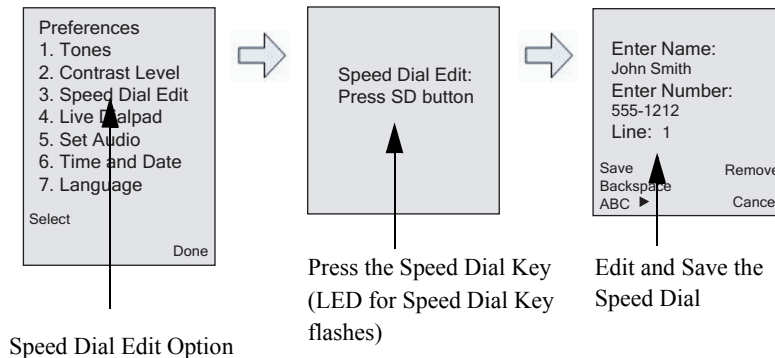 Preferences
1. Tones
2. Contrast Level
3. Speed Dial Edit
4. Live Dialpad
5. Set Audio
6. Time and Date
7. Language
Select
Done
Speed Dial Edit Option
Speed Dial Edit:
Press SD button
Press the Speed Dial Key
(LED for Speed Dial Key
flashes)
Enter Name:
John Smith
Enter Number:
555-1212
Line: 1
Save Remove
Backspace
ABC ▶ Cance
Edit and Save the
Speed Dial